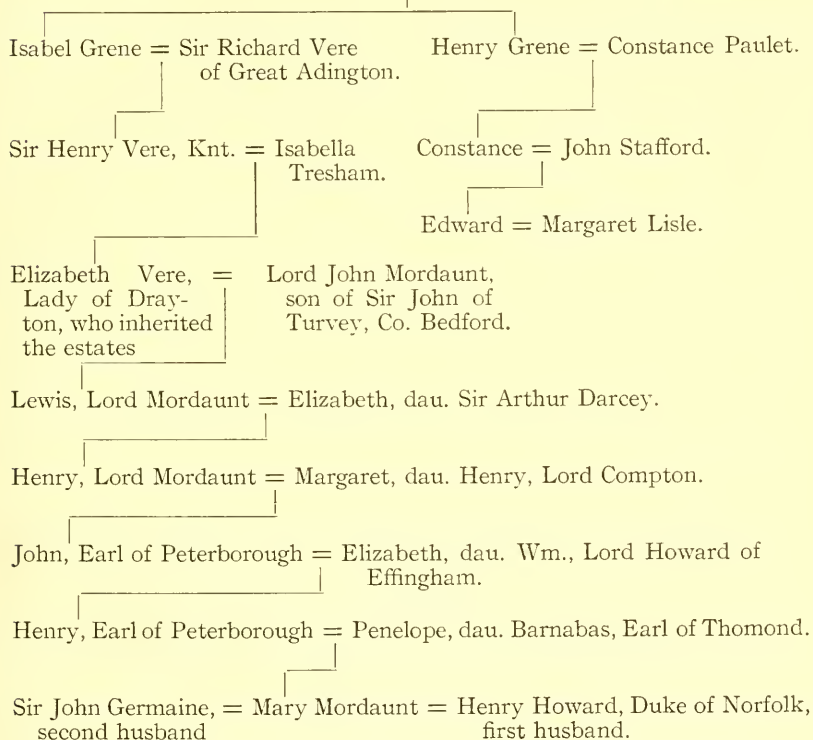 Isabel Grene = Sir Richard Vere of Great Adington.
Henry Grene = Constance Paulet.
Sir Henry Vere, Knt. = Isabella Tresham.
Constance = John Stafford.
Edward = Margaret Lisle.
Elizabeth Vere, Lady of Dray-
ton, who inherited
the estates
= Lord John Mordaunt,
son of Sir John of
Turvey, Co. Bedford.
Lewis, Lord Mordaunt = Elizabeth, dau. Sir Arthur Darcey.
Henry, Lord Mordaunt = Margaret, dau. Henry, Lord Compton.
John, Earl of Peterborough = Elizabeth, dau. Wm., Lord Howard of
Effingham.
Henry, Earl of Peterborough = Penelope, dau. Barnabas, Earl of Thomond.
Sir John Germaine, = Mary Mordaunt = Henry Howard, Duke of Norfolk,
second husband first husband.